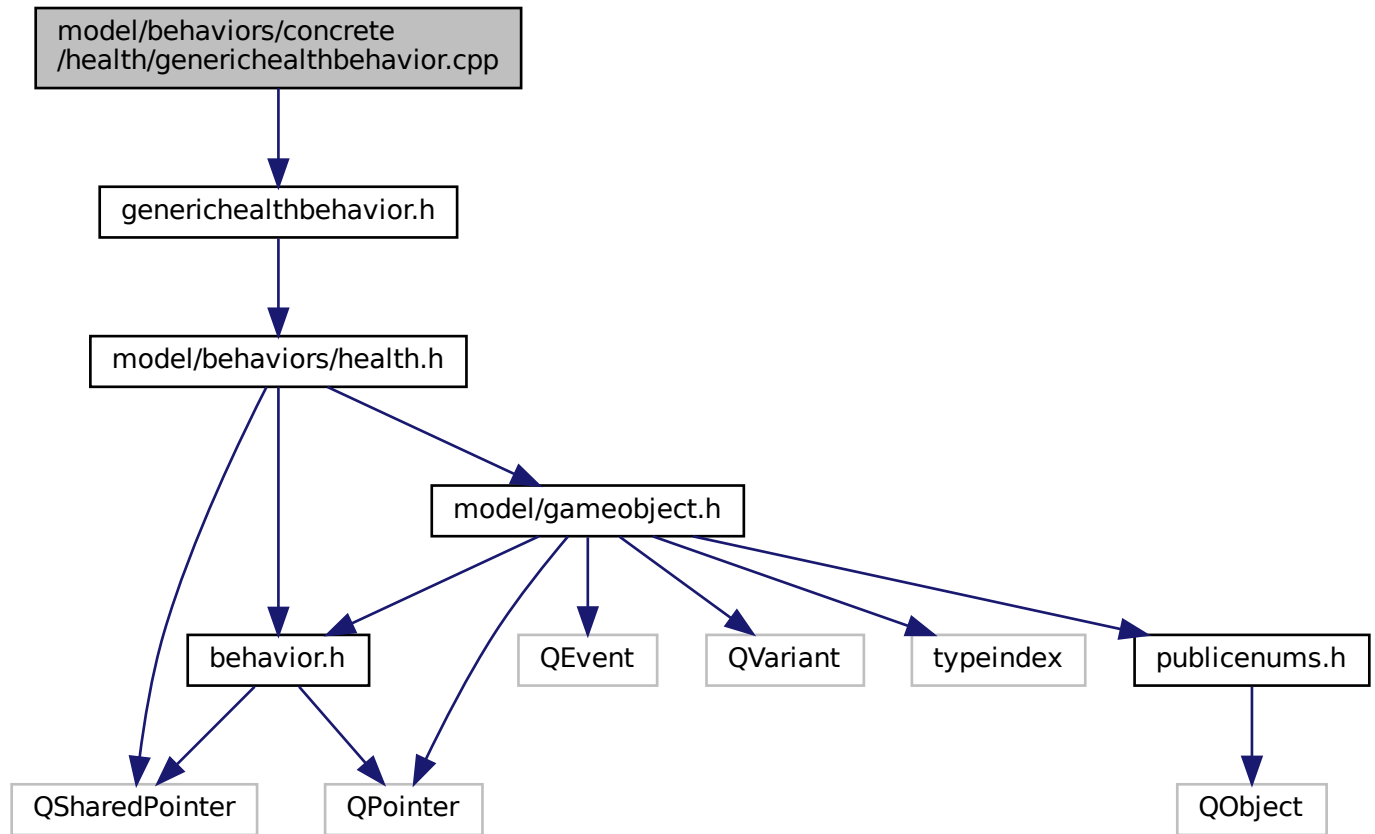 model/behaviors/concrete
/health/generichealthbehavior.cpp
generichealthbehavior.h
model/behaviors/health.h
model/gameobject.h
behavior.h
QEvent
QVariant
typeindex
publicenums.h
QSharedPointer
QPointer
QObject